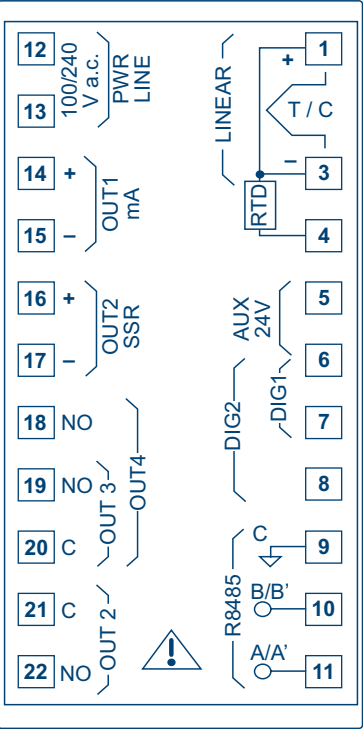 12
100/240
V a.c.
13
PWR
LINE
14 +
15 –
OUT1
mA
16 +
17 –
OUT2
SSR
18 NO
19 NO
20 C
OUT 3
OUT4
21 C
22 NO
OUT 2
LINEAR
+ 1
T / C
– 3
RTD
4
5
AUX
24V
6
DIG1
7
DIG2
8
C 9
R8485
B/B' 10
A/A' 11
!